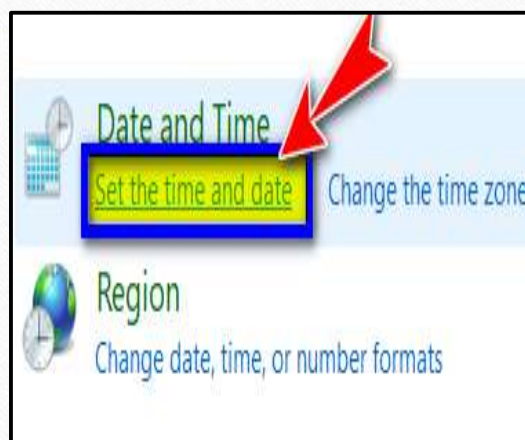 Date and Time
Set the time and date Change the time zone
Region
Change date, time, or number formats